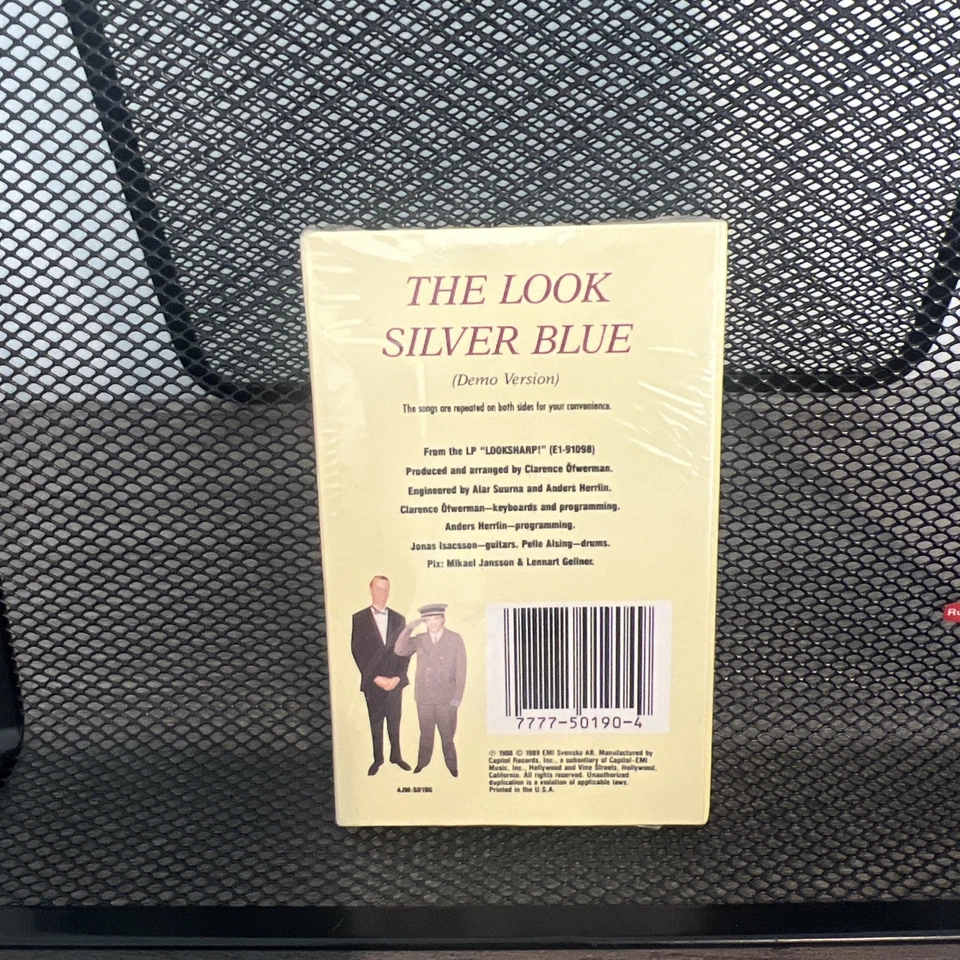 THE LOOK
SILVER BLUE
(Demo Version)
The songs are repeated on both sides for your convenience.
From the LP "LOOKSHARP!" (E1-91098)
Produced and arranged by Clarence Öfwerman.
Engineered by Alar Suurna and Anders Herrlin.
Clarence Öfwerman—keyboards and programming.
Anders Herrlin—programming.
Jonas Isacsson—guitars. Pelle Alsing—drums.
Pix: Mikael Jansson & Lennart Gellner.
7777-50190-4
℗ 1988 © 1989 EMI Svenska AB. Manufactured by
Capitol Records, Inc., a subsidiary of Capitol-EMI
Music, Inc., Hollywood and Vine Streets, Hollywood,
California. All rights reserved. Unauthorized
duplication is a violation of applicable laws.
Printed in the U.S.A.
4JM-50190